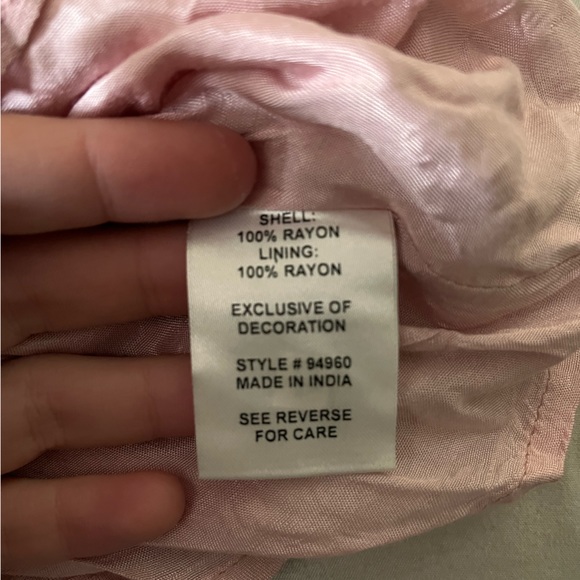 SHELL:
100% RAYON
LINING:
100% RAYON
EXCLUSIVE OF
DECORATION
STYLE # 94960
MADE IN INDIA
SEE REVERSE
FOR CARE